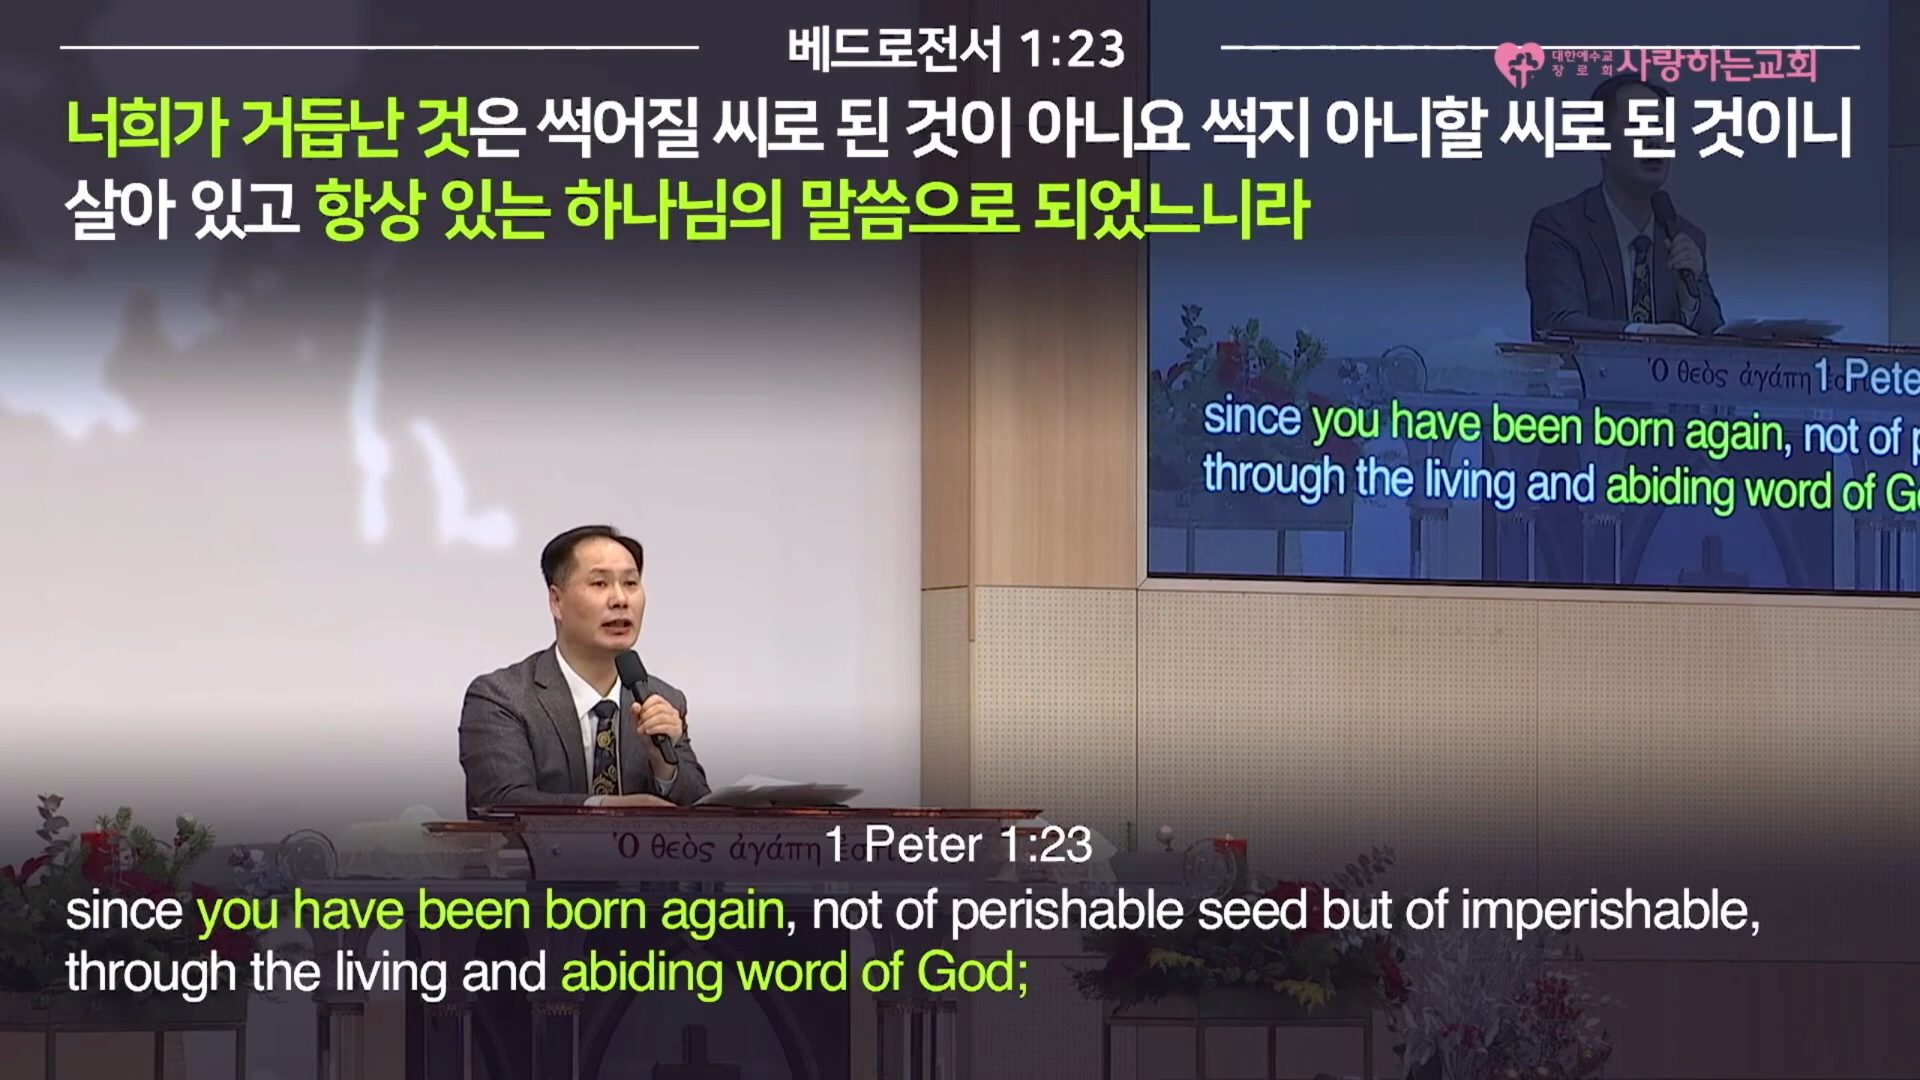 베드로전서 1:23
대한예수교
장로회 사랑하는교회
너희가 거듭난 것은 썩어질 씨로 된 것이 아니요 썩지 아니할 씨로 된 것이니
살아 있고 항상 있는 하나님의 말씀으로 되었느니라
Ὁ θεὸς ἀγάπη
1 Pete
since you have been born again, not of p
through the living and abiding word of G
Ὁ θεὸς ἀγάπη ἐστιν
1 Peter 1:23
since you have been born again, not of perishable seed but of imperishable,
through the living and abiding word of God;